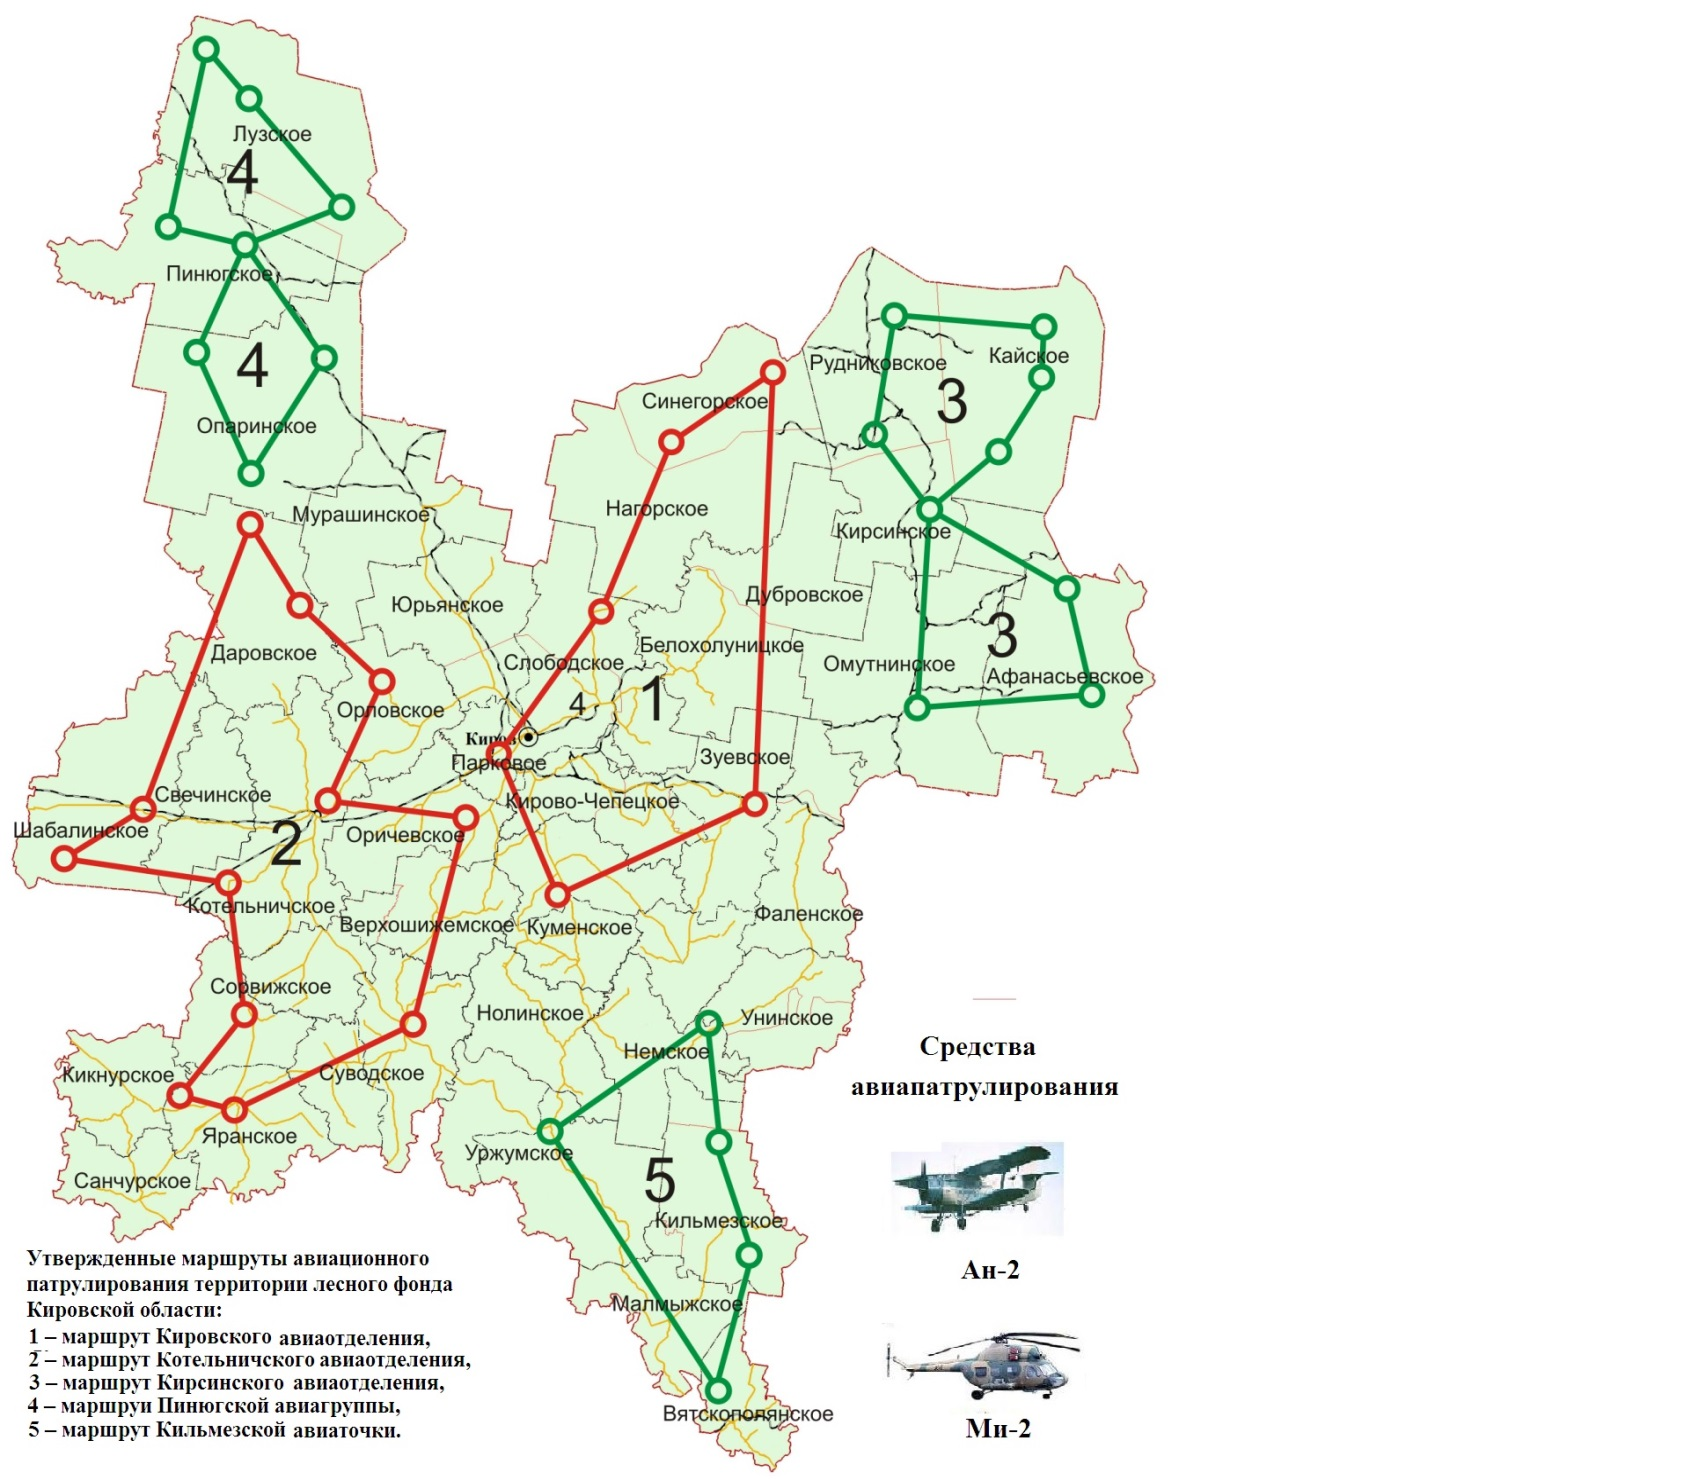 Лузское
4
Пинюгское
4
Опаринское
Мурашинское
Рудниковское
Кайское
3
Синегорское
Нагорское
Кирсинское
Юрьянское
Дубровское
Белохолуницкое
3
Даровское
Слободское
Омутнинское
Афанасьевское
Орловское
4
1
Киров
Парковое
Зуевское
Свечинское
Кирово-Чепецкое
Шабалинское
Оричевское
2
Котельничское
Верхошижемское
Куменское
Фаленское
Сорвижское
Нолинское
Унинское
Немское
Кикнурское
Суводское
Яранское
Уржумское
Санчурское
5
Кильмезское
Малмыжское
Вятскополянское
Средства
авиапатрулирования
Ан-2
Ми-2
Утвержденные маршруты авиационного
патрулирования территории лесного фонда
Кировской области:
1 – маршрут Кировского авиаотделения,
2 – маршрут Котельничского авиаотделения,
3 – маршрут Кирсинского авиаотделения,
4 – маршруи Пинюгской авиагруппы,
5 – маршрут Кильмезской авиаточки.